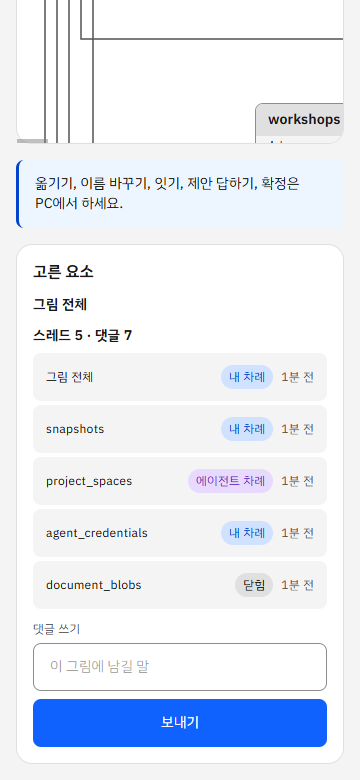 workshops
옮기기, 이름 바꾸기, 잇기, 제안 답하기, 확정은
PC에서 하세요.
고른 요소
그림 전체
스레드 5 · 댓글 7
그림 전체 내 차례 1분 전
snapshots 내 차례 1분 전
project_spaces 에이전트 차례 1분 전
agent_credentials 내 차례 1분 전
document_blobs 닫힘 1분 전
댓글 쓰기
이 그림에 남길 말
보내기